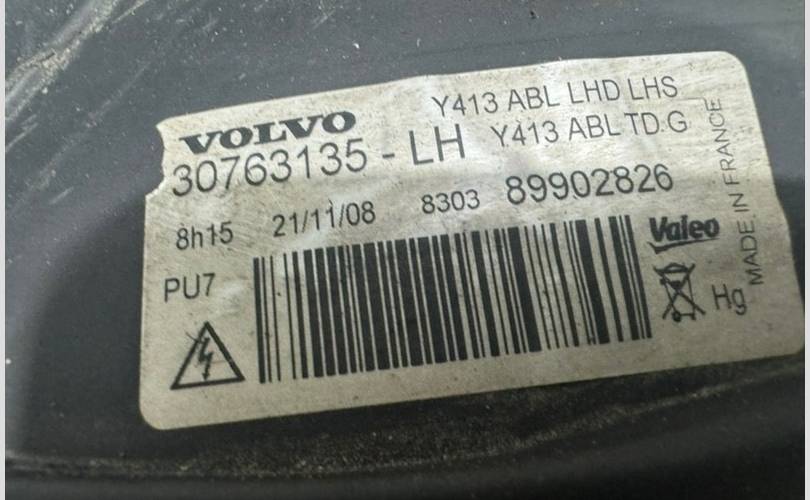 VOLVO
Y413 ABL LHD LHS
30763135 - LH
Y413 ABL TD.G
8h15 21/11/08 8303 89902826
PU7
Valeo
Hg
MADE IN FRANCE